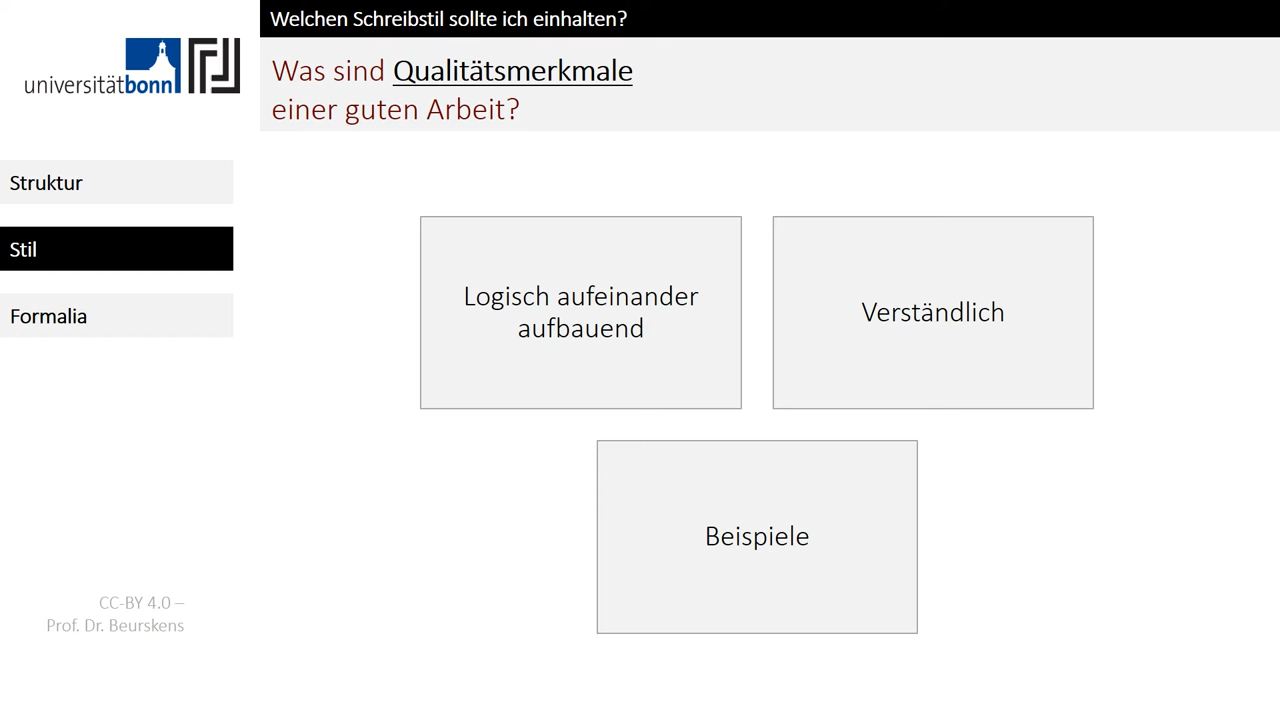 Welchen Schreibstil sollte ich einhalten?
universitätbonn
Was sind Qualitätsmerkmale
einer guten Arbeit?
Struktur
Stil
Formalia
Logisch aufeinander
aufbauend
Verständlich
Beispiele
CC-BY 4.0 –
Prof. Dr. Beurskens